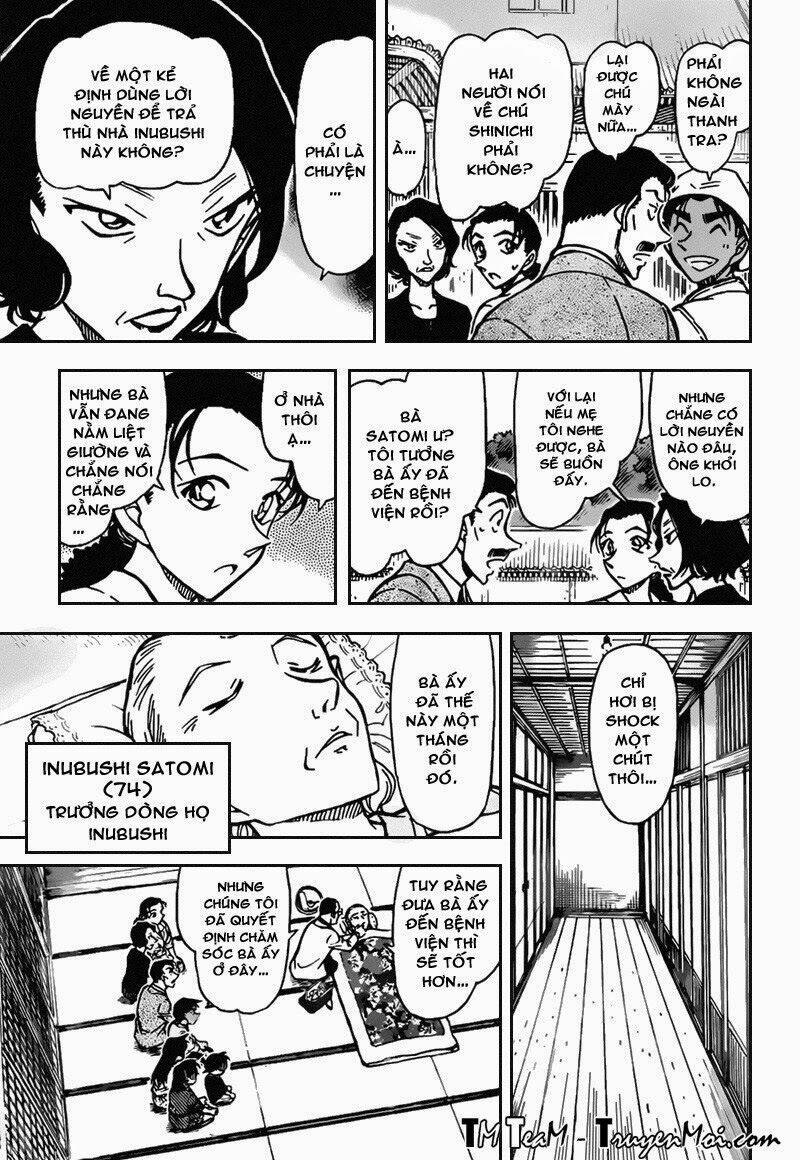 PHẢI
KHÔNG
NGÀI
THANH
TRA?
LẠI
ĐƯỢC
CHÚ
MÀY
NỮA...
HAI
NGƯỜI NÓI
VỀ CHÚ
SHINICHI
PHẢI
KHÔNG?
À...
CÓ
PHẢI LÀ
CHUYỆN
...
VỀ MỘT KẺ
ĐỊNH DÙNG LỜI
NGUYỀN ĐỂ TRẢ
THÙ NHÀ INUBUSHI
NÀY KHÔNG?
NHƯNG
CHẲNG CÓ
LỜI NGUYỀN
NÀO ĐÂU,
ÔNG KHỎI
LO.
VỚI LẠI
NẾU MẸ
TÔI NGHE
ĐƯỢC, BÀ
SẼ BUỒN
ĐẤY.
BÀ
SATOMI Ư?
TÔI TƯỞNG
BÀ ẤY ĐÃ
ĐẾN BỆNH
VIỆN RỒI?
Ở NHÀ
THÔI
Ạ...
NHƯNG BÀ
VẪN ĐANG
NẰM LIỆT
GIƯỜNG VÀ
CHẲNG NÓI
CHẲNG RẰNG
...
CHỈ
HƠI BỊ
SHOCK
MỘT
CHÚT
THÔI...
BÀ ẤY
ĐÃ THẾ
NÀY MỘT
THÁNG
RỒI
ĐÓ.
INUBUSHI SATOMI
(74)
TRƯỞNG DÒNG HỌ
INUBUSHI
TUY RẰNG
ĐƯA BÀ ẤY
ĐẾN BỆNH
VIỆN THÌ
SẼ TỐT
HƠN...
NHƯNG
CHÚNG TÔI
ĐÃ QUYẾT
ĐỊNH CHĂM
SÓC BÀ ẤY
Ở ĐÂY...
TM TEAM - TRUYENMOI.COM